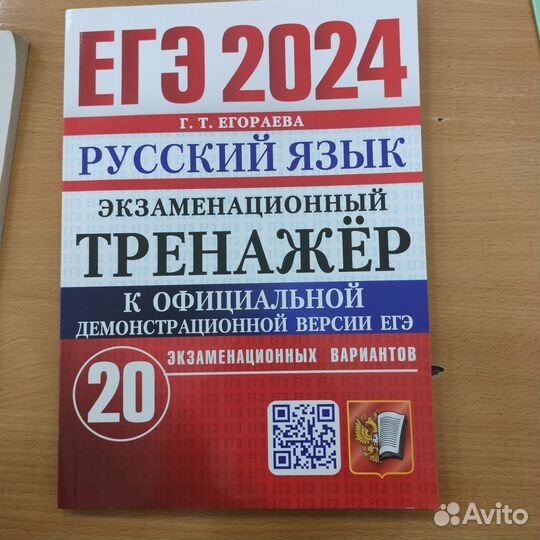 ЕГЭ 2024
Г. Т. ЕГОРАЕВА
РУССКИЙ ЯЗЫК
ЭКЗАМЕНАЦИОННЫЙ
ТРЕНАЖЁР
К ОФИЦИАЛЬНОЙ
ДЕМОНСТРАЦИОННОЙ ВЕРСИИ ЕГЭ
20
ЭКЗАМЕНАЦИОННЫХ ВАРИАНТОВ
Avito